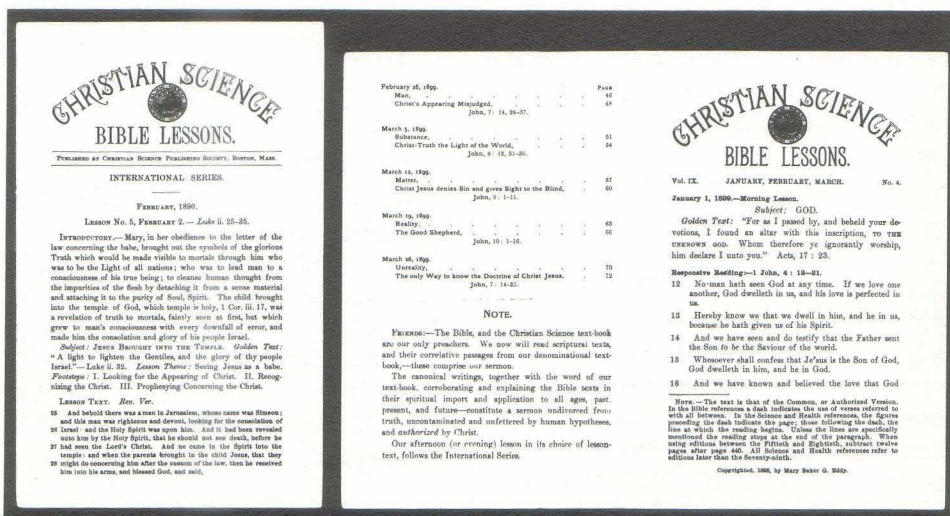 CHRISTIAN SCIENCE
BIBLE LESSONS.
PUBLISHED BY CHRISTIAN SCIENCE PUBLISHING SOCIETY, BOSTON, MASS.
INTERNATIONAL SERIES.
FEBRUARY, 1890.
LESSON NO. 5, FEBRUARY 2. — Luke ii. 25-35.
INTRODUCTORY.— Mary, in her obedience to the letter of the
law concerning the babe, brought out the symbols of the glorious
Truth which would be made visible to mortals through him who
was to be the Light of all nations; who was to lead man to a
consciousness of his true being; to cleanse human thought from
the impurities of the flesh by detaching it from a sense material
and attaching it to the purity of Soul, Spirit. The child brought
into the temple of God, which temple is holy, 1 Cor. iii. 17, was
a revelation of truth to mortals, faintly seen at first, but which
grew to man's consciousness with every downfall of error, and
made him the consolation and glory of his people Israel.
Subject: JESUS BROUGHT INTO THE TEMPLE. Golden Text:
" A light to lighten the Gentiles, and the glory of thy people
Israel."—Luke ii. 32. Lesson Theme: Seeing Jesus as a babe.
Footsteps: I. Looking for the Appearing of Christ. II. Recog-
nizing the Christ. III. Prophesying Concerning the Christ.
LESSON TEXT. Rev. Ver.
25 And behold there was a man in Jerusalem, whose name was Simeon;
and this man was righteous and devout, looking for the consolation of
26 Israel: and the Holy Spirit was upon him. And it had been revealed
unto him by the Holy Spirit, that he should not see death, before he
27 had seen the Lord's Christ. And he came in the Spirit into the
temple: and when the parents brought in the child Jesus, that they
28 might do concerning him after the custom of the law, then he received
him into his arms, and blessed God, and said,
February 26, 1899. PAGE
Man, . . . . . . 46
Christ's Appearing Misjudged, . . . 48
John, 7: 14, 28-37.
March 5, 1899.
Substance, . . . . . 51
Christ-Truth the Light of the World, . . . 54
John, 8: 12, 31-36.
March 12, 1899.
Matter, . . . . . 57
Christ Jesus denies Sin and gives Sight to the Blind, . . 60
John, 9: 1-11.
March 19, 1899.
Reality, . . . . . 63
The Good Shepherd, . . . . 66
John, 10: 1-16.
March 26, 1899.
Unreality, . . . . . 70
The only Way to know the Doctrine of Christ Jesus, . . 72
John, 7: 14-25.
NOTE.
FRIENDS:—The Bible, and the Christian Science text-book
are our only preachers. We now will read scriptural texts,
and their correlative passages from our denominational text-
book,—these comprise our sermon.
The canonical writings, together with the word of our
text-book, corroborating and explaining the Bible texts in
their spiritual import and application to all ages, past,
present, and future—constitute a sermon undivorced from
truth, uncontaminated and unfettered by human hypotheses,
and authorized by Christ.
Our afternoon (or evening) lesson in its choice of lesson-
text, follows the International Series.
CHRISTIAN SCIENCE
BIBLE LESSONS.
Vol. IX. JANUARY, FEBRUARY, MARCH. No. 4.
January 1, 1899.—Morning Lesson.
Subject: GOD.
Golden Text: "For as I passed by, and beheld your de-
votions, I found an altar with this inscription, TO THE
UNKNOWN GOD. Whom therefore ye ignorantly worship,
him declare I unto you." Acts, 17 : 23.
Responsive Reading:—1 John, 4 : 12—21.
12 No man hath seen God at any time. If we love one
another, God dwelleth in us, and his love is perfected in
us.
13 Hereby know we that we dwell in him, and he in us,
because he hath given us of his Spirit.
14 And we have seen and do testify that the Father sent
the Son to be the Saviour of the world.
15 Whosoever shall confess that Je'sus is the Son of God,
God dwelleth in him, and he in God.
16 And we have known and believed the love that God
NOTE.—The text is that of the Common, or Authorized Version.
In the Bible references a dash indicates the use of verses referred to
with all between. In the Science and Health references, the figures
preceding the dash indicate the page; those following the dash, the
line at which the reading begins. Unless the lines are specifically
mentioned the reading stops at the end of the paragraph. When
using editions between the Fiftieth and Eightieth, subtract twelve
pages after page 440. All Science and Health references refer to
editions later than the Seventy-ninth.
Copyrighted, 1898, by Mary Baker G. Eddy.